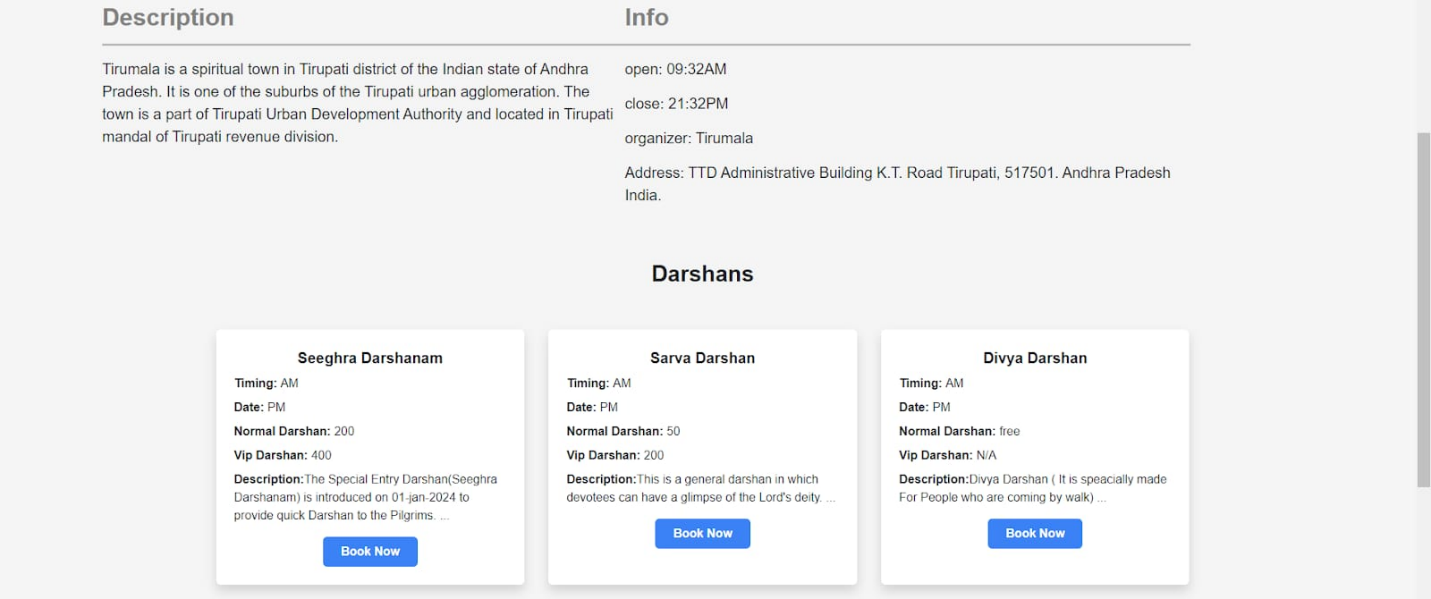 Description
Tirumala is a spiritual town in Tirupati district of the Indian state of Andhra
Pradesh. It is one of the suburbs of the Tirupati urban agglomeration. The
town is a part of Tirupati Urban Development Authority and located in Tirupati
mandal of Tirupati revenue division.
Info
open: 09:32AM
close: 21:32PM
organizer: Tirumala
Address: TTD Administrative Building K.T. Road Tirupati, 517501. Andhra Pradesh
India.
Darshans
Seeghra Darshanam
Timing: AM
Date: PM
Normal Darshan: 200
Vip Darshan: 400
Description:The Special Entry Darshan(Seeghra
Darshanam) is introduced on 01-jan-2024 to
provide quick Darshan to the Pilgrims. ...
Book Now
Sarva Darshan
Timing: AM
Date: PM
Normal Darshan: 50
Vip Darshan: 200
Description:This is a general darshan in which
devotees can have a glimpse of the Lord's deity. ...
Book Now
Divya Darshan
Timing: AM
Date: PM
Normal Darshan: free
Vip Darshan: N/A
Description:Divya Darshan ( It is speacially made
For People who are coming by walk) ...
Book Now